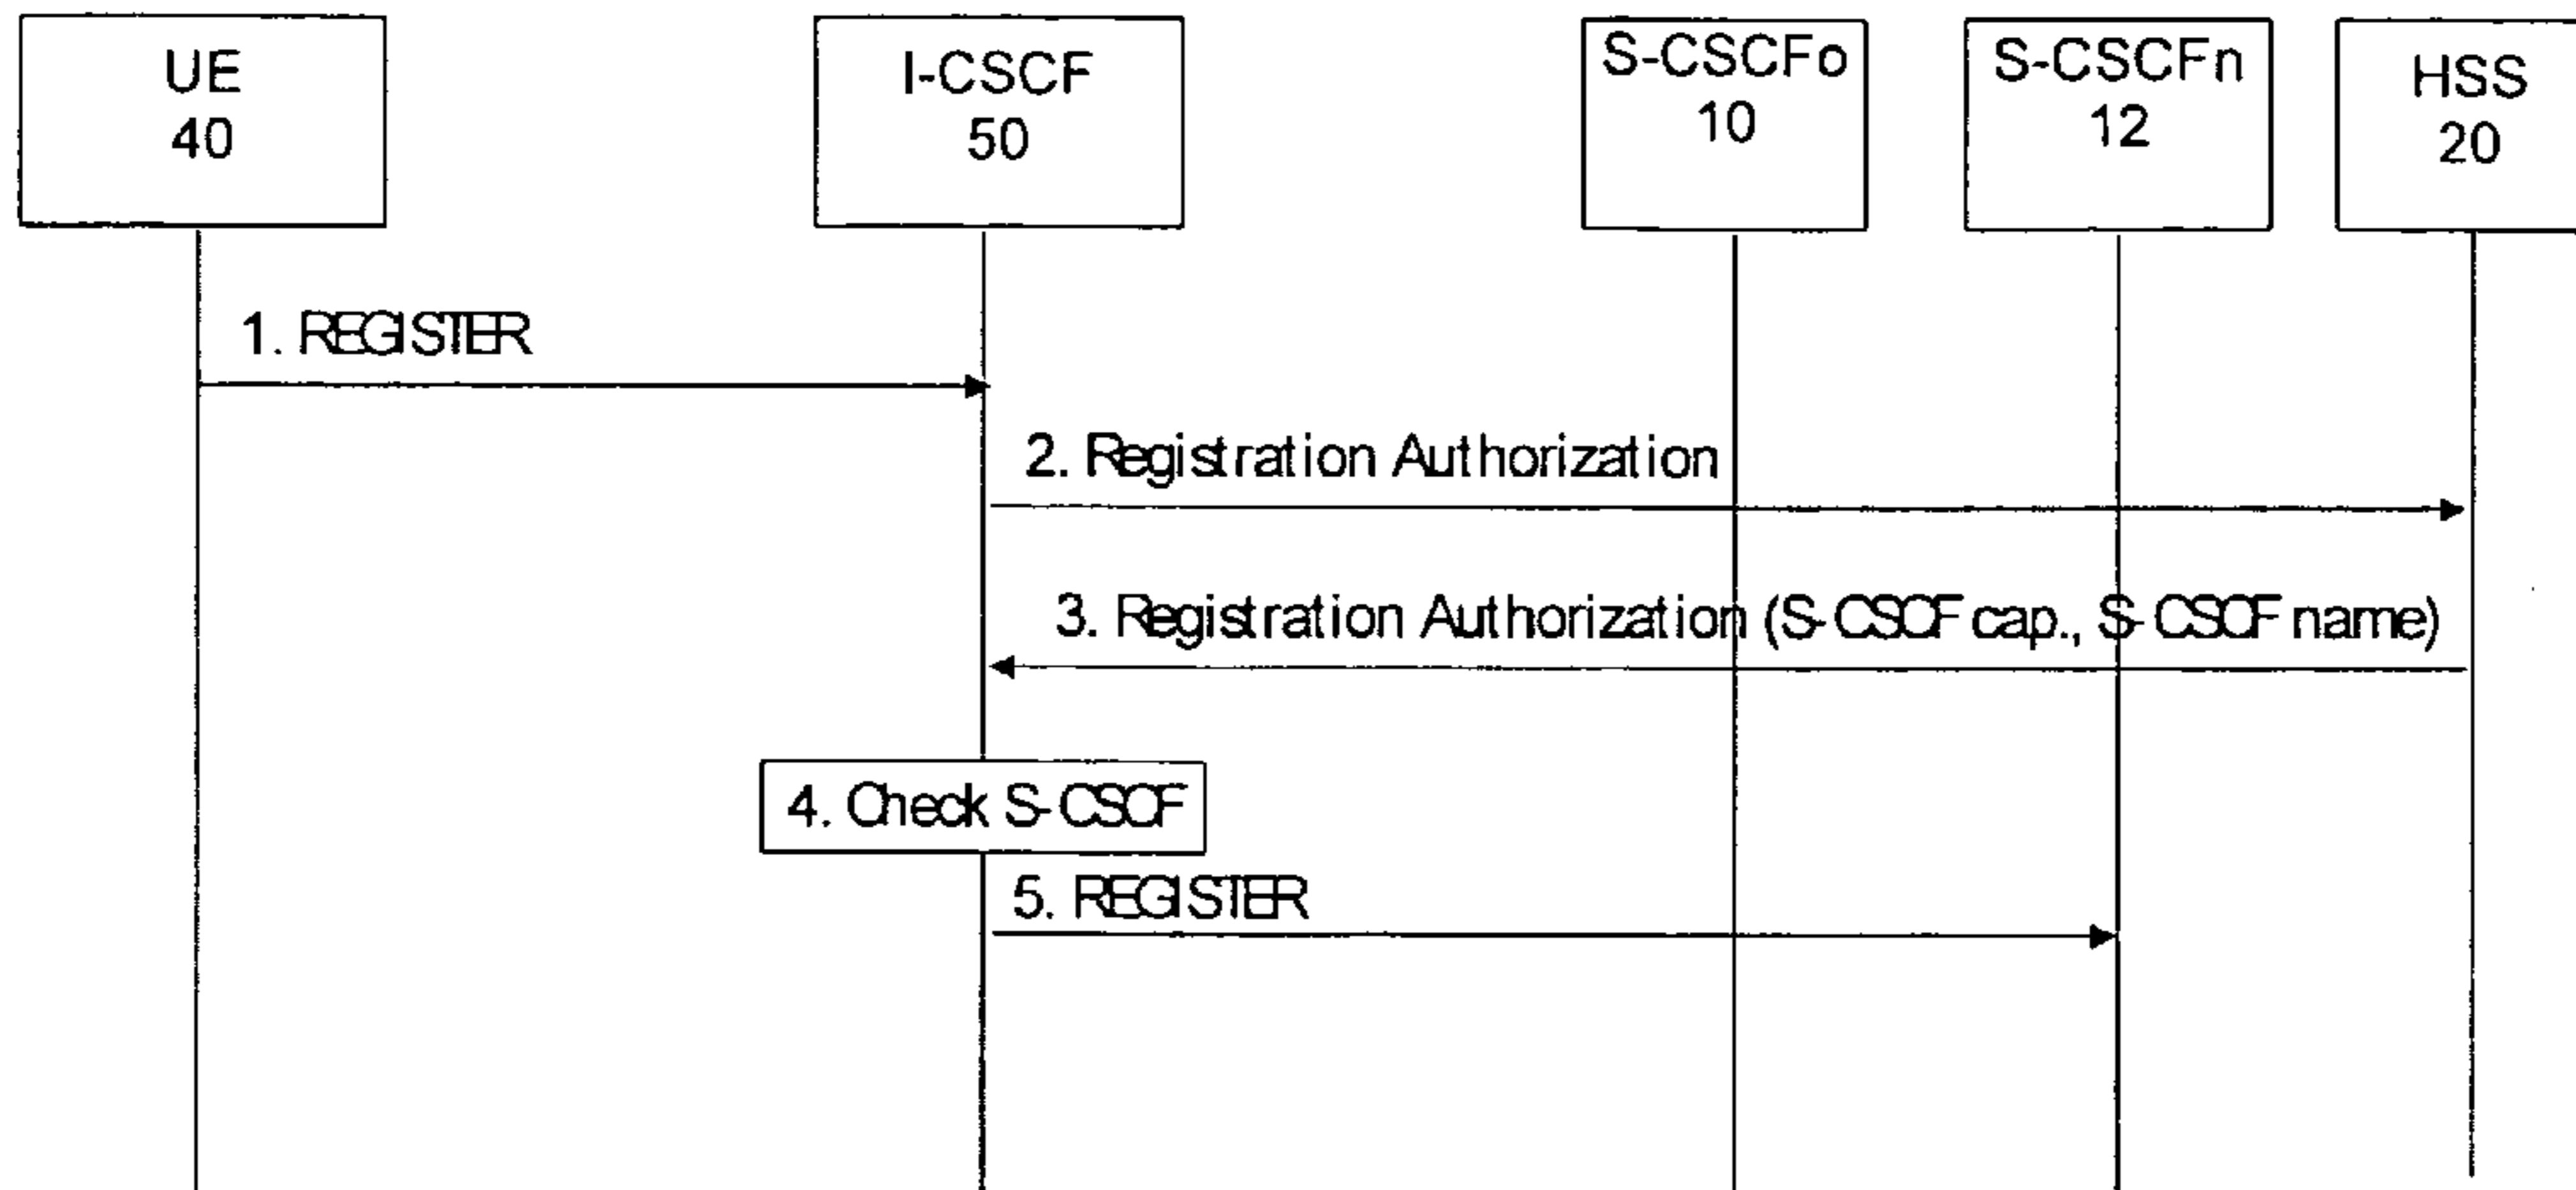 UE
40
I-CSCF
50
S-CSCFo
10
S-CSCFn
12
HSS
20
1. REGISTER
2. Registration Authorization
3. Registration Authorization (S-CSCF cap., S-CSCF name)
4. Check S-CSCF
5. REGISTER